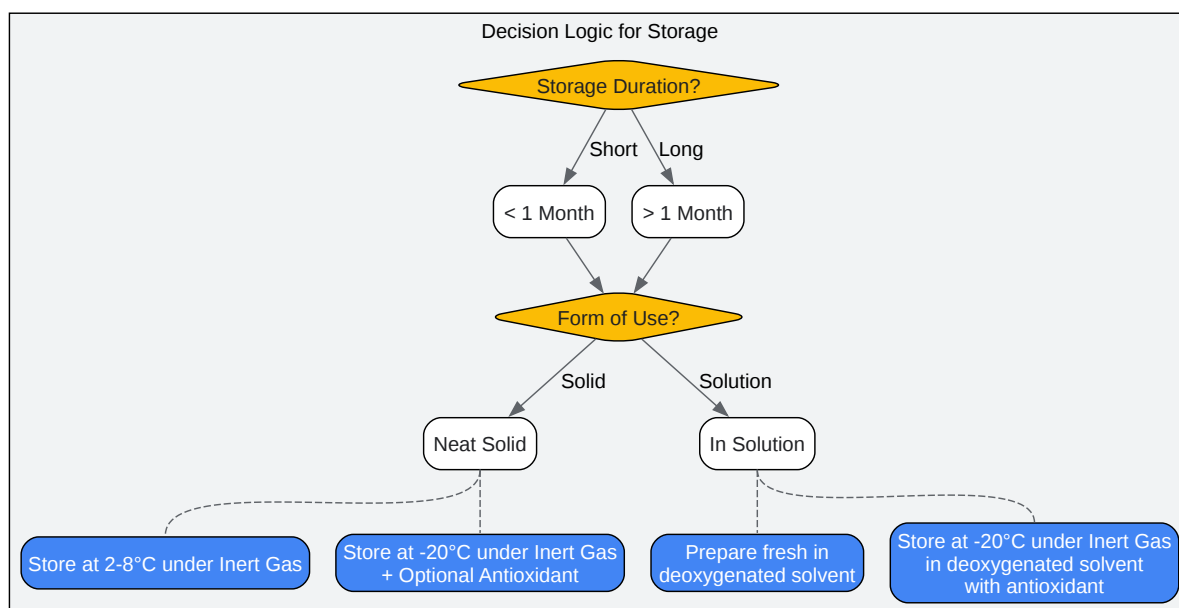 Decision Logic for Storage
Storage Duration?
Short
Long
< 1 Month
> 1 Month
Form of Use?
Solid
Solution
Neat Solid
In Solution
Store at 2-8°C under Inert Gas
Store at -20°C under Inert Gas
+ Optional Antioxidant
Prepare fresh in
deoxygenated solvent
Store at -20°C under Inert Gas
in deoxygenated solvent
with antioxidant